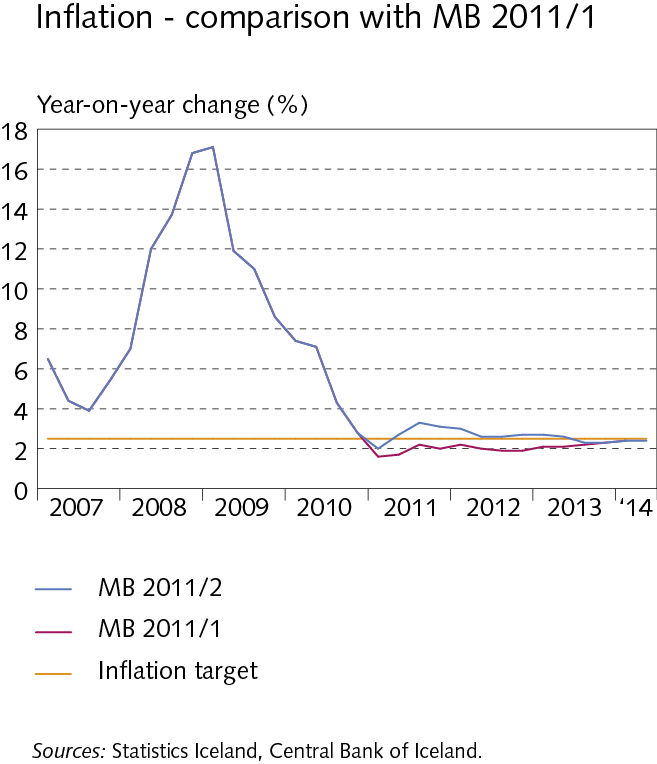 Inflation - comparison with MB 2011/1
Year-on-year change (%)
18
16
14
12
10
8
6
4
2
0
2007 2008 2009 2010 2011 2012 2013 ‘14
MB 2011/2
MB 2011/1
Inflation target
Sources: Statistics Iceland, Central Bank of Iceland.